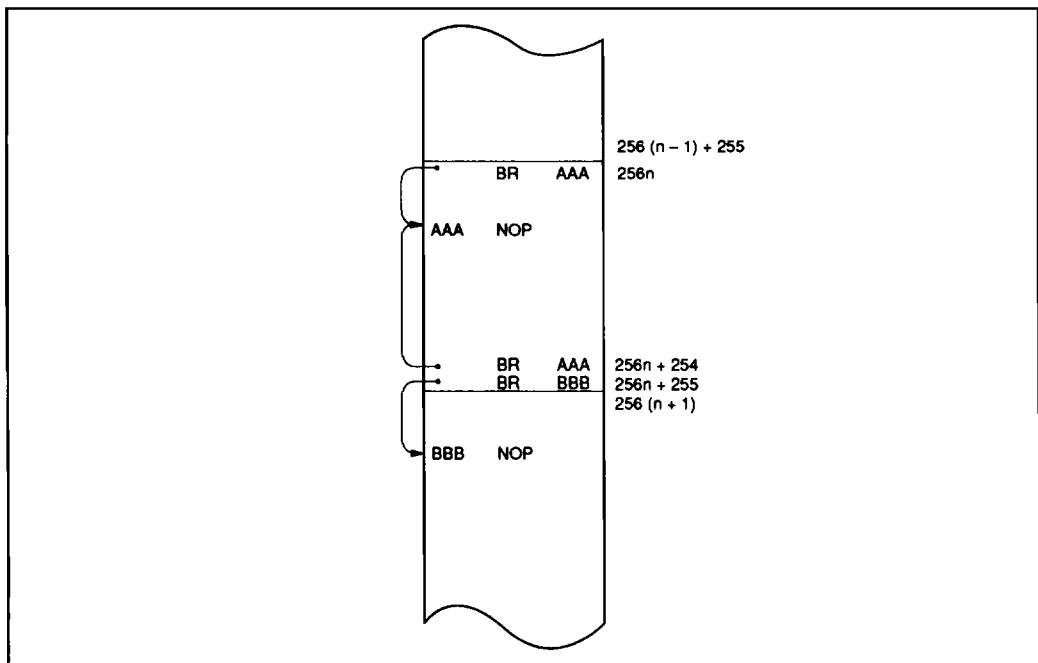 256 (n – 1) + 255
BR AAA 256n
AAA NOP
BR AAA 256n + 254
BR BBB 256n + 255
256 (n + 1)
BBB NOP